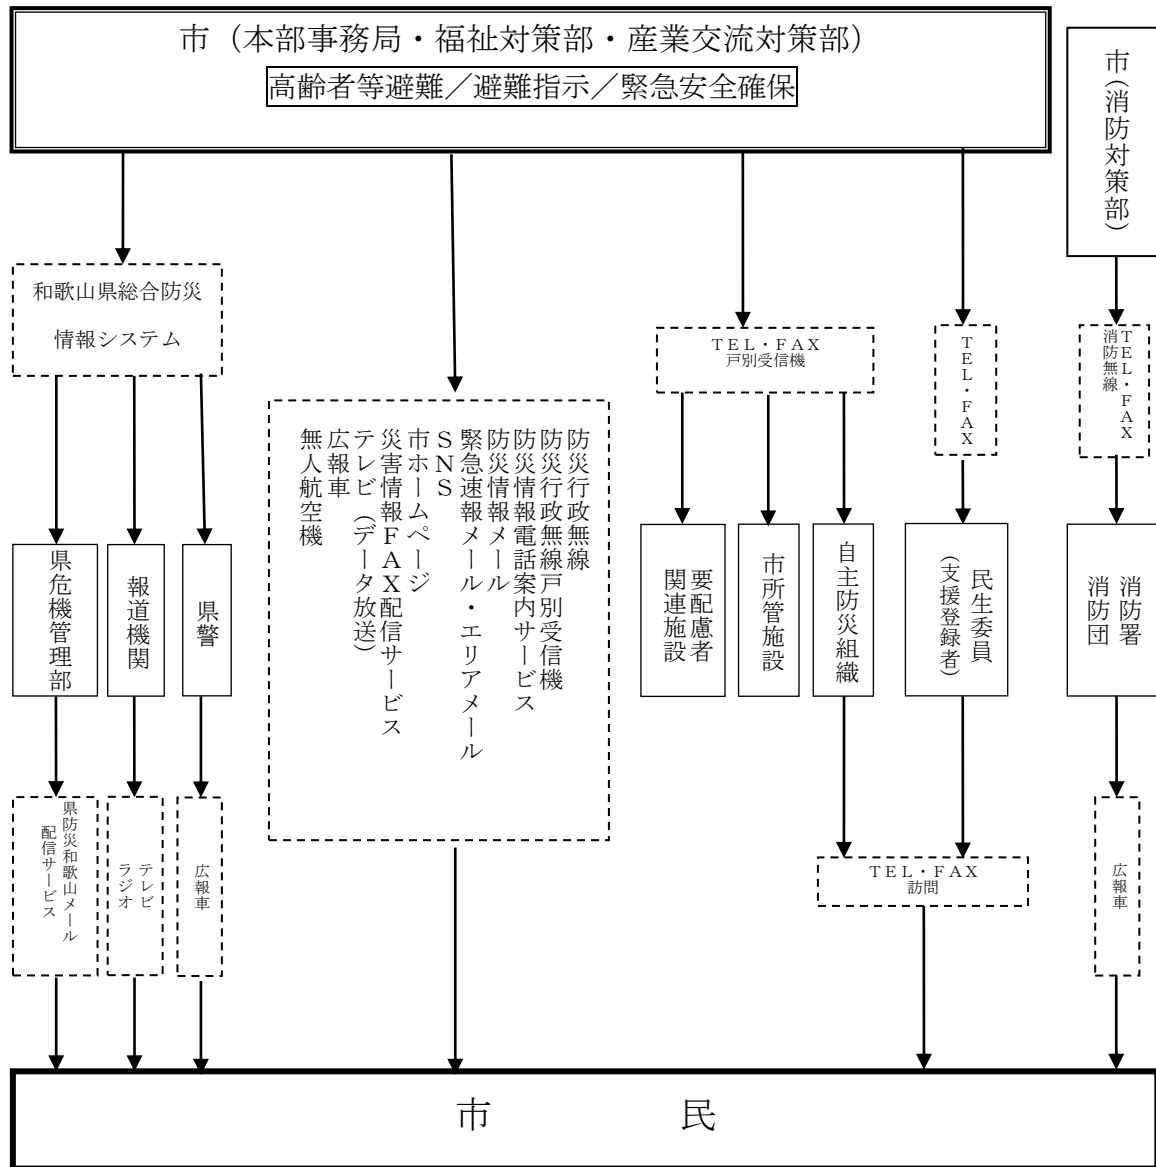 市（本部事務局・福祉対策部・産業交流対策部）
高齢者等避難／避難指示／緊急安全確保
市（消防対策部）
和歌山県総合防災
情報システム
ＴＥＬ・ＦＡＸ
戸別受信機
ＴＥＬ・ＦＡＸ
ＴＥＬ・ＦＡＸ
消防無線
防災行政無線
防災行政無線戸別受信機
防災情報電話案内サービス
防災情報メール
緊急速報メール・エリアメール
ＳＮＳ
市ホームページ
災害情報ＦＡＸ配信サービス
テレビ（データ放送）
広報車
無人航空機
県危機管理部
報道機関
県警
要配慮者
関連施設
市所管施設
自主防災組織
民生委員
（支援登録者）
消防署
消防団
県防災和歌山メール
配信サービス
テレビ
ラジオ
広報車
ＴＥＬ・ＦＡＸ
訪問
広報車
市　民